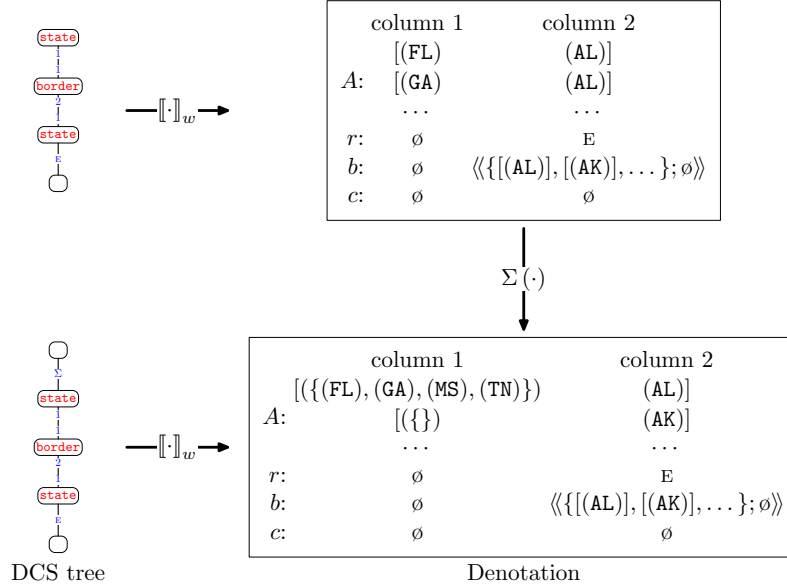 column 1 column 2
state
1
[(FL) (AL)]
1
A: [(GA) (AL)]
border
2
⟦·⟧w
... ...
1
state
r: ø E
E
b: ø ⟨⟨{[(AL)], [(AK)], ...}; ø⟩⟩
c: ø ø
Σ (·)
column 1 column 2
Σ
[({(FL), (GA), (MS), (TN)}) (AL)]
state
1
A: [({}) (AK)]
1
border
⟦·⟧w
... ...
2
1
r: ø E
state
b: ø ⟨⟨{[(AL)], [(AK)], ...}; ø⟩⟩
E
c: ø ø
DCS tree Denotation